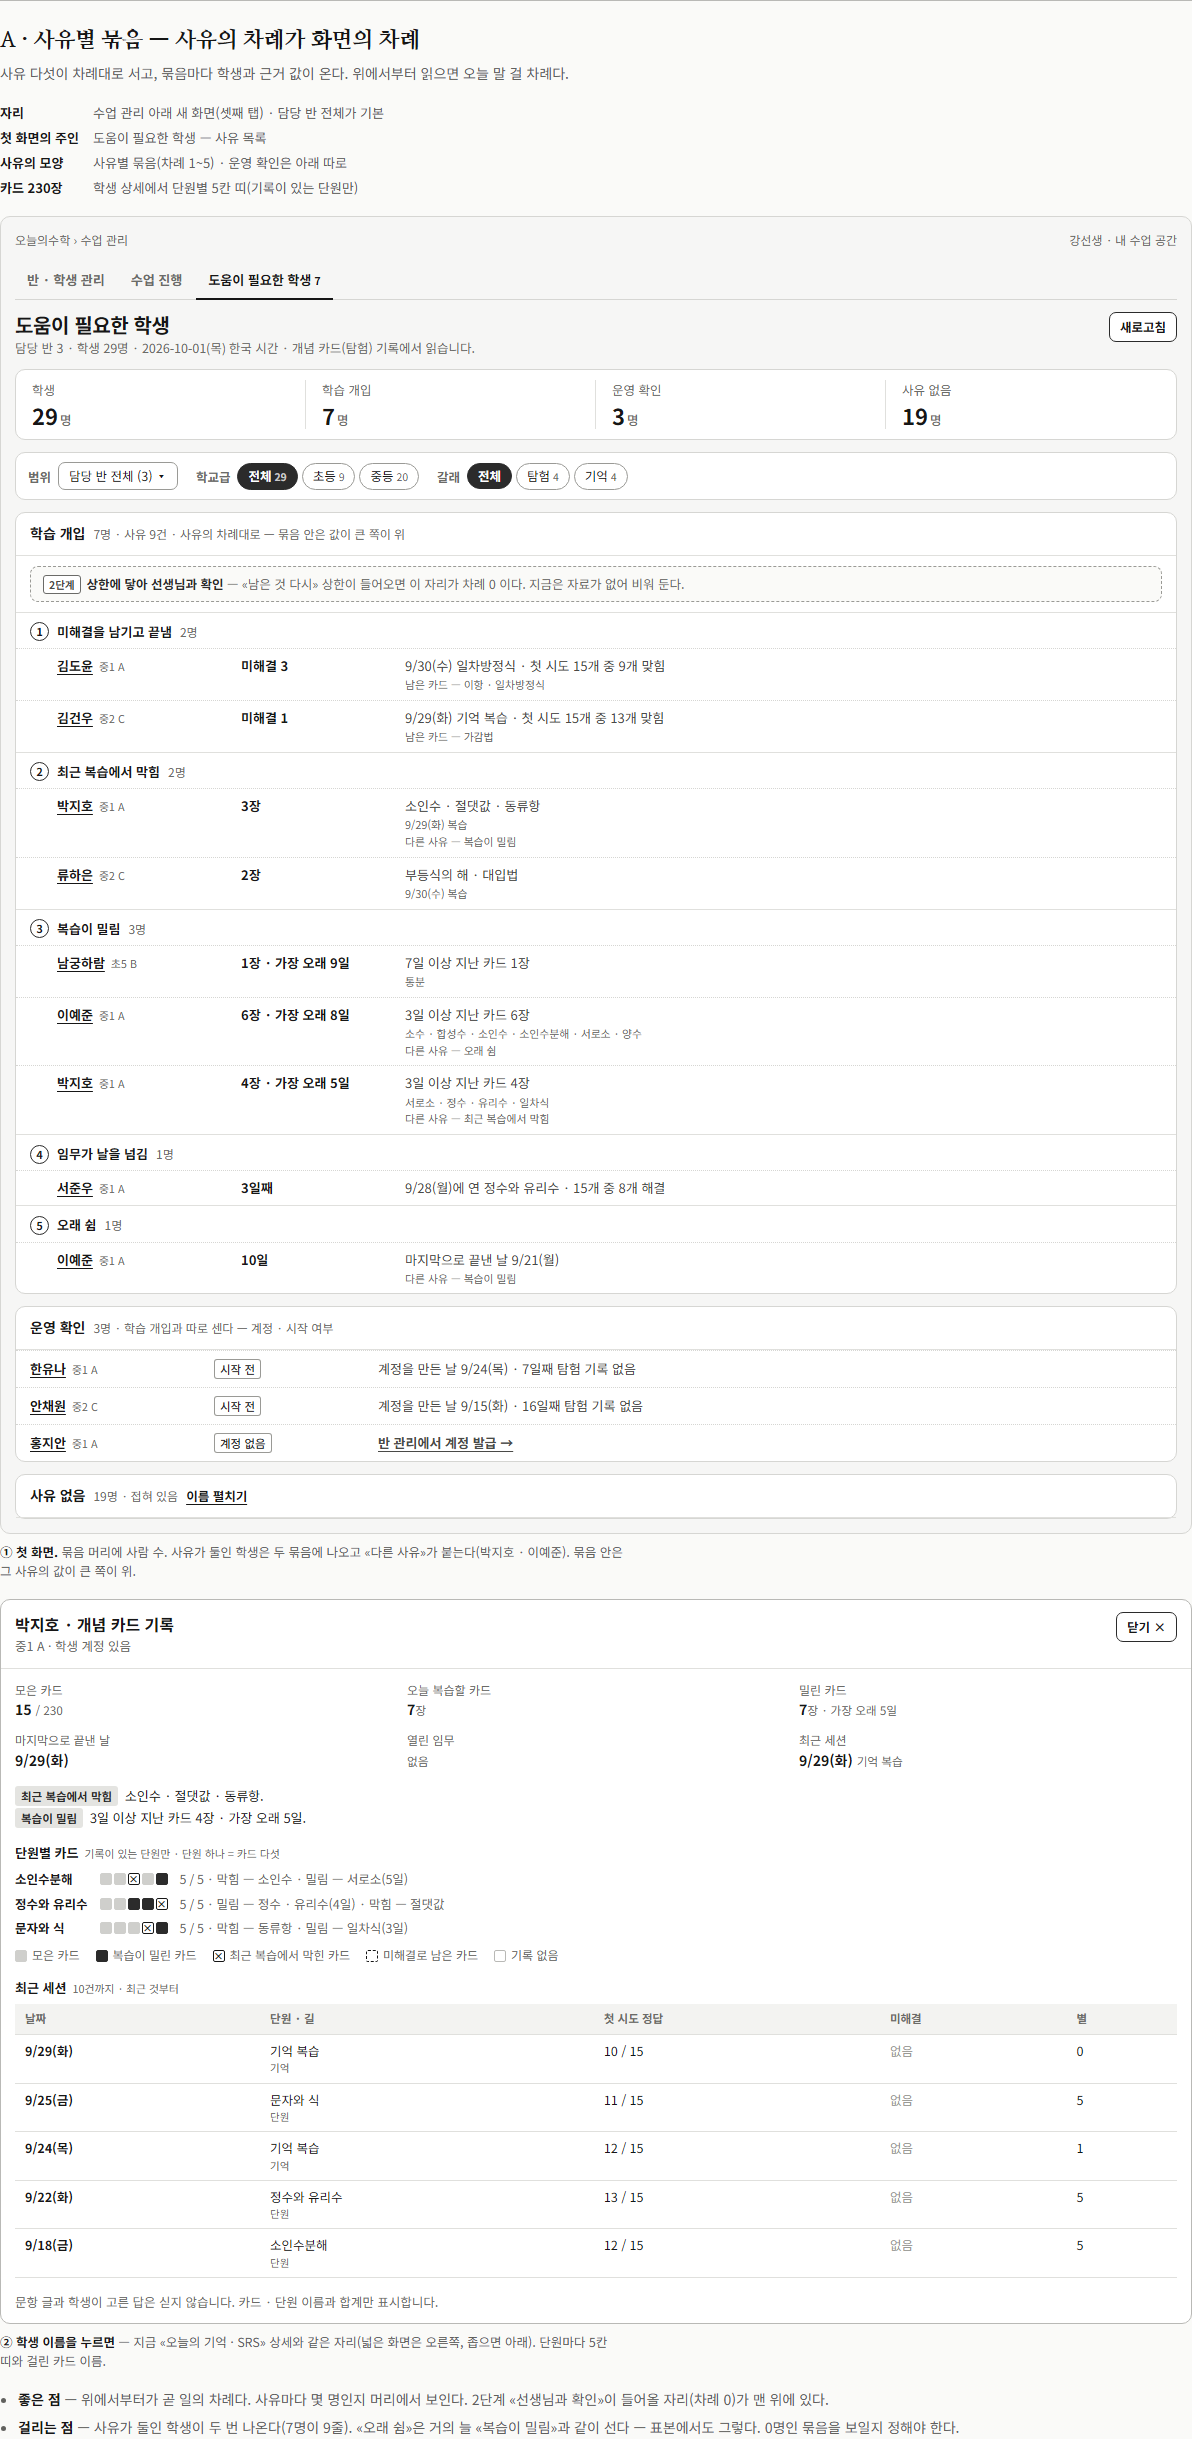 A · 사유별 묶음 — 사유의 차례가 화면의 차례
사유 다섯이 차례대로 서고, 묶음마다 학생과 근거 값이 온다. 위에서부터 읽으면 오늘 말 걸 차례다.
자리 수업 관리 아래 새 화면(셋째 탭) · 담당 반 전체가 기본
첫 화면의 주인 도움이 필요한 학생 — 사유 목록
사유의 모양 사유별 묶음(차례 1~5) · 운영 확인은 아래 따로
카드 230장 학생 상세에서 단원별 5칸 띠(기록이 있는 단원만)
오늘의수학 › 수업 관리 강선생 · 내 수업 공간
반 · 학생 관리 수업 진행 도움이 필요한 학생 7
도움이 필요한 학생 새로고침
담당 반 3 · 학생 29명 · 2026-10-01(목) 한국 시간 · 개념 카드(탐험) 기록에서 읽습니다.
학생 학습 개입 운영 확인 사유 없음
29명 7명 3명 19명
범위 담당 반 전체 (3) 학교급 전체 29 초등 9 중등 20 갈래 전체 탐험 4 기억 4
학습 개입 7명 · 사유 9건 · 사유의 차례대로 — 묶음 안은 값이 큰 쪽이 위
2단계 상한에 닿아 선생님과 확인 — «남은 것 다시» 상한이 들어오면 이 자리가 차례 0 이다. 지금은 자료가 없어 비워 둔다.
1 미해결을 남기고 끝냄 2명
김도윤 중1 A 미해결 3 9/30(수) 일차방정식 · 첫 시도 15개 중 9개 맞힘
남은 카드 — 이항 · 일차방정식
김건우 중2 C 미해결 1 9/29(화) 기억 복습 · 첫 시도 15개 중 13개 맞힘
남은 카드 — 가감법
2 최근 복습에서 막힘 2명
박지호 중1 A 3장 소인수 · 절댓값 · 동류항
9/29(화) 복습
다른 사유 — 복습이 밀림
류하은 중2 C 2장 부등식의 해 · 대입법
9/30(수) 복습
3 복습이 밀림 3명
남궁하람 초5 B 1장 · 가장 오래 9일 7일 이상 지난 카드 1장
통분
이예준 중1 A 6장 · 가장 오래 8일 3일 이상 지난 카드 6장
소수 · 합성수 · 소인수 · 소인수분해 · 서로소 · 양수
다른 사유 — 오래 쉼
박지호 중1 A 4장 · 가장 오래 5일 3일 이상 지난 카드 4장
서로소 · 정수 · 유리수 · 일차식
다른 사유 — 최근 복습에서 막힘
4 임무가 날을 넘김 1명
서준우 중1 A 3일째 9/28(월)에 연 정수와 유리수 · 15개 중 8개 해결
5 오래 쉼 1명
이예준 중1 A 10일 마지막으로 끝낸 날 9/21(월)
다른 사유 — 복습이 밀림
운영 확인 3명 · 학습 개입과 따로 센다 — 계정 · 시작 여부
한유나 중1 A 시작 전 계정을 만든 날 9/24(목) · 7일째 탐험 기록 없음
안채원 중2 C 시작 전 계정을 만든 날 9/15(화) · 16일째 탐험 기록 없음
홍지안 중1 A 계정 없음 반 관리에서 계정 발급 →
사유 없음 19명 · 접혀 있음 이름 펼치기
① 첫 화면. 묶음 머리에 사람 수. 사유가 둘인 학생은 두 묶음에 나오고 «다른 사유»가 붙는다(박지호 · 이예준). 묶음 안은
그 사유의 값이 큰 쪽이 위.
박지호 · 개념 카드 기록 닫기 ×
중1 A · 학생 계정 있음
모은 카드 오늘 복습할 카드 밀린 카드
15 / 230 7장 7장 · 가장 오래 5일
마지막으로 끝낸 날 열린 임무 최근 세션
9/29(화) 없음 9/29(화) 기억 복습
최근 복습에서 막힘 소인수 · 절댓값 · 동류항.
복습이 밀림 3일 이상 지난 카드 4장 · 가장 오래 5일.
단원별 카드 기록이 있는 단원만 · 단원 하나 = 카드 다섯
소인수분해 5 / 5 · 막힘 — 소인수 · 밀림 — 서로소(5일)
정수와 유리수 5 / 5 · 밀림 — 정수 · 유리수(4일) · 막힘 — 절댓값
문자와 식 5 / 5 · 막힘 — 동류항 · 밀림 — 일차식(3일)
모은 카드 복습이 밀린 카드 최근 복습에서 막힌 카드 미해결로 남은 카드 기록 없음
최근 세션 10건까지 · 최근 것부터
날짜 단원 · 길 첫 시도 정답 미해결 별
9/29(화) 기억 복습 10 / 15 없음 0
기억
9/25(금) 문자와 식 11 / 15 없음 5
단원
9/24(목) 기억 복습 12 / 15 없음 1
기억
9/22(화) 정수와 유리수 13 / 15 없음 5
단원
9/18(금) 소인수분해 12 / 15 없음 5
단원
문항 글과 학생이 고른 답은 싣지 않습니다. 카드 · 단원 이름과 합계만 표시합니다.
② 학생 이름을 누르면 — 지금 «오늘의 기억 · SRS» 상세와 같은 자리(넓은 화면은 오른쪽, 좁으면 아래). 단원마다 5칸
띠와 걸린 카드 이름.
• 좋은 점 — 위에서부터가 곧 일의 차례다. 사유마다 몇 명인지 머리에서 보인다. 2단계 «선생님과 확인»이 들어올 자리(차례 0)가 맨 위에 있다.
• 걸리는 점 — 사유가 둘인 학생이 두 번 나온다(7명이 9줄). «오래 쉼»은 거의 늘 «복습이 밀림»과 같이 선다 — 표본에서도 그렇다. 0명인 묶음을 보일지 정해야 한다.